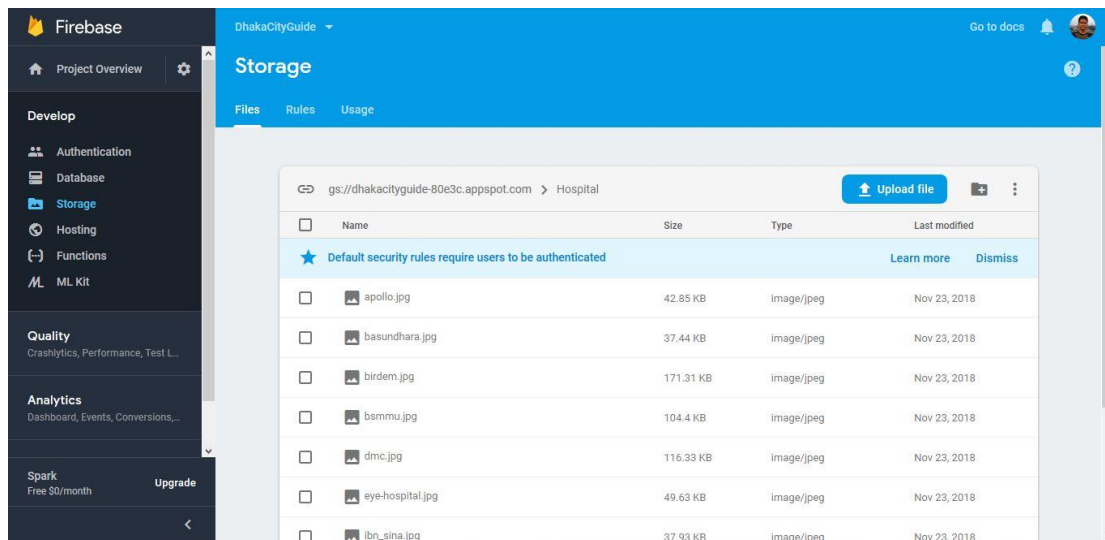 Firebase
DhakaCityGuide
Go to docs
Project Overview
Storage
Develop
Files Rules Usage
Authentication
Database
Storage
Hosting
Functions
ML Kit
gs://dhakacityguide-80e3c.appspot.com > Hospital
Upload file
Name Size Type Last modified
Default security rules require users to be authenticated Learn more Dismiss
apollo.jpg 42.85 KB image/jpeg Nov 23, 2018
basundhara.jpg 37.44 KB image/jpeg Nov 23, 2018
birdem.jpg 171.31 KB image/jpeg Nov 23, 2018
bsmmu.jpg 104.4 KB image/jpeg Nov 23, 2018
dmc.jpg 116.33 KB image/jpeg Nov 23, 2018
eye-hospital.jpg 49.63 KB image/jpeg Nov 23, 2018
ibn_sina.jpg 37.93 KB image/jpeg Nov 23, 2018
Quality
Crashlytics, Performance, Test L...
Analytics
Dashboard, Events, Conversions,...
Spark
Free $0/month
Upgrade